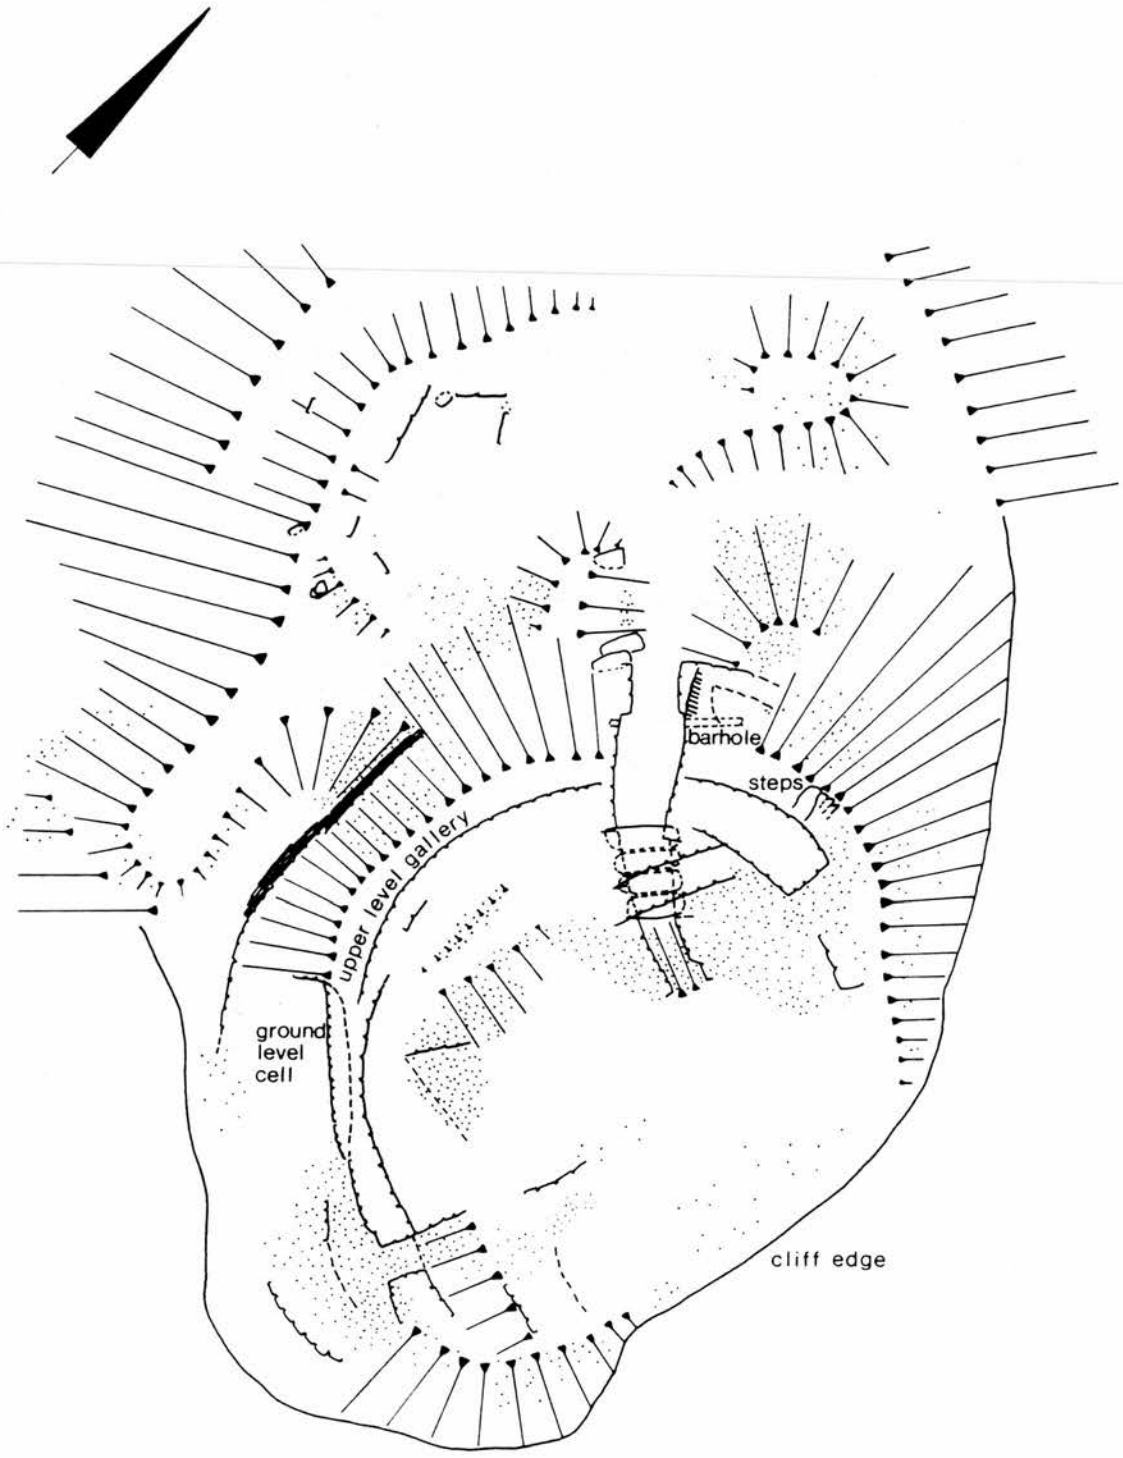 barhole
steps
upper level gallery
ground
level
cell
cliff edge